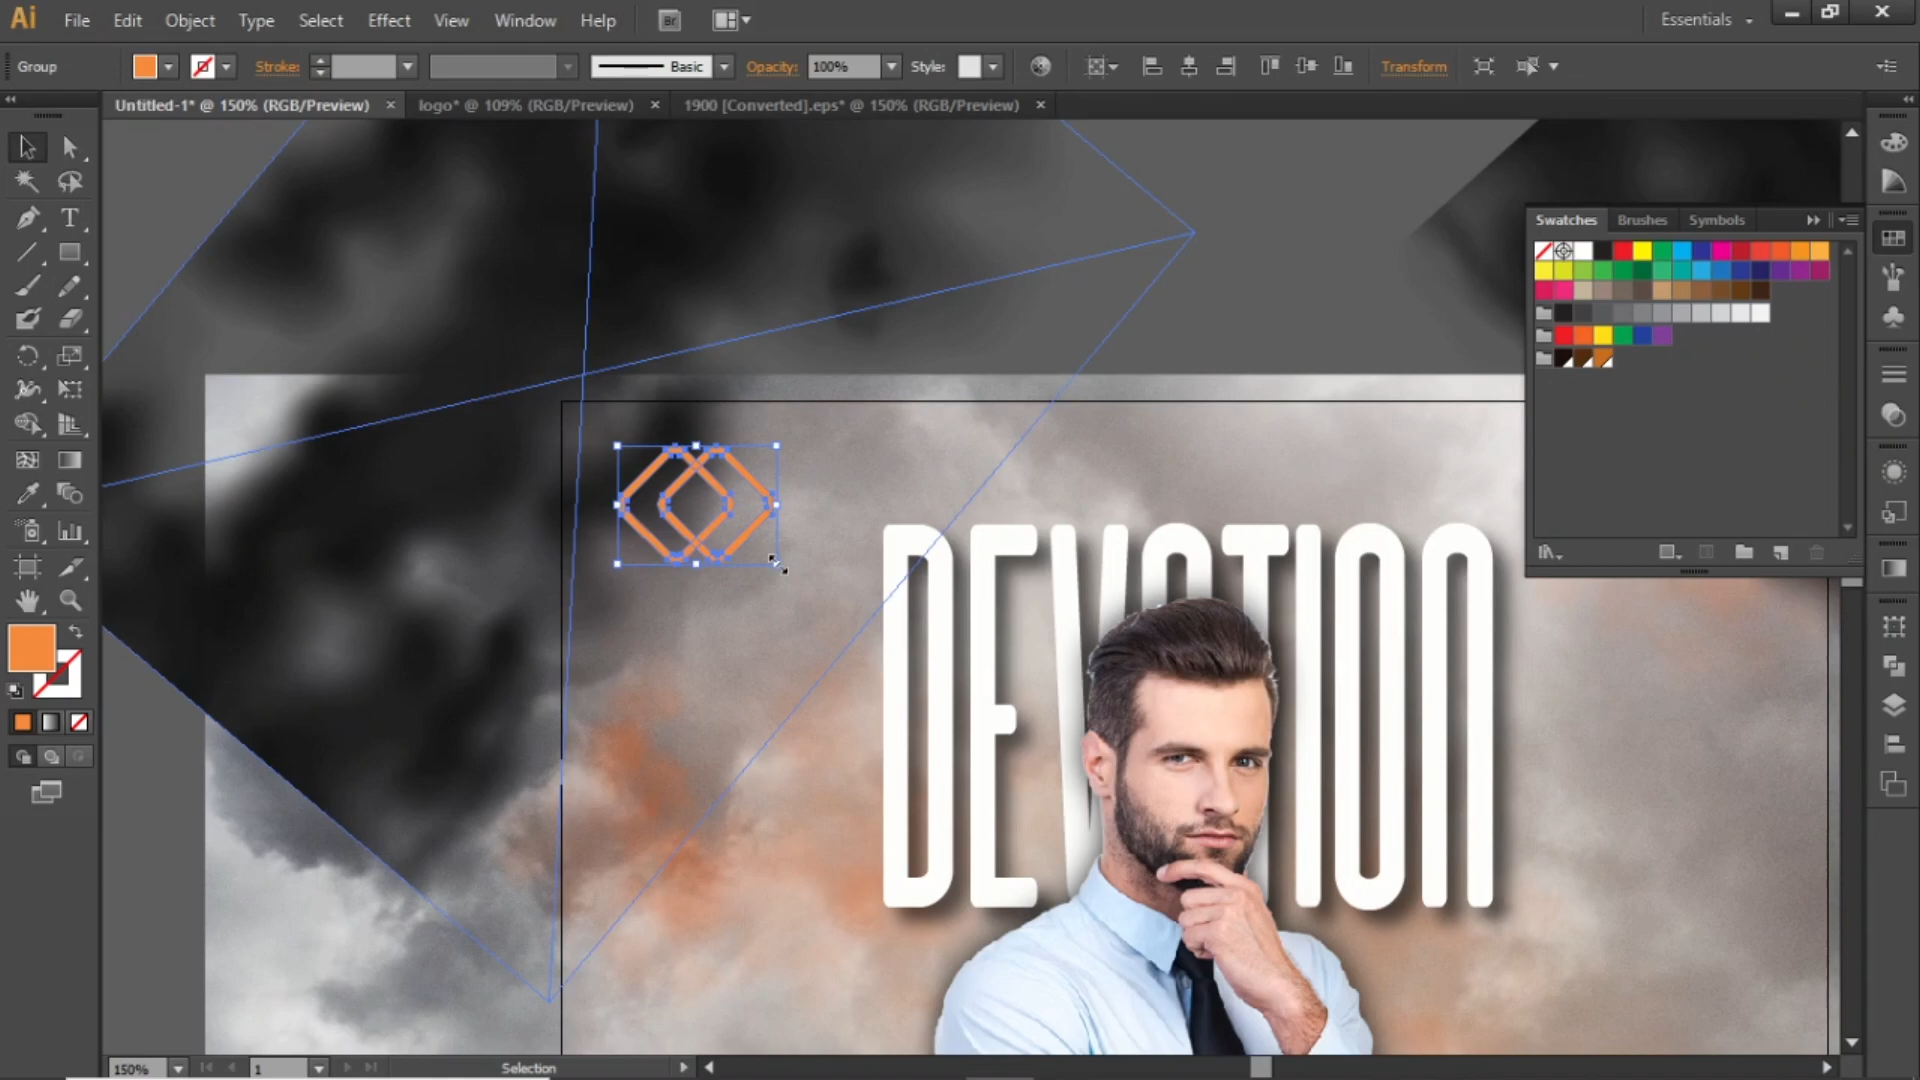 Ai File Edit Object Type Select Effect View Window Help Br Essentials
Group Stroke: Basic Opacity: 100% Style: Transform
Untitled-1* @ 150% (RGB/Preview) logo* @ 109% (RGB/Preview) 1900 [Converted].eps* @ 150% (RGB/Preview)
T
Swatches Brushes Symbols
DEVOTION
150% 1 Selection